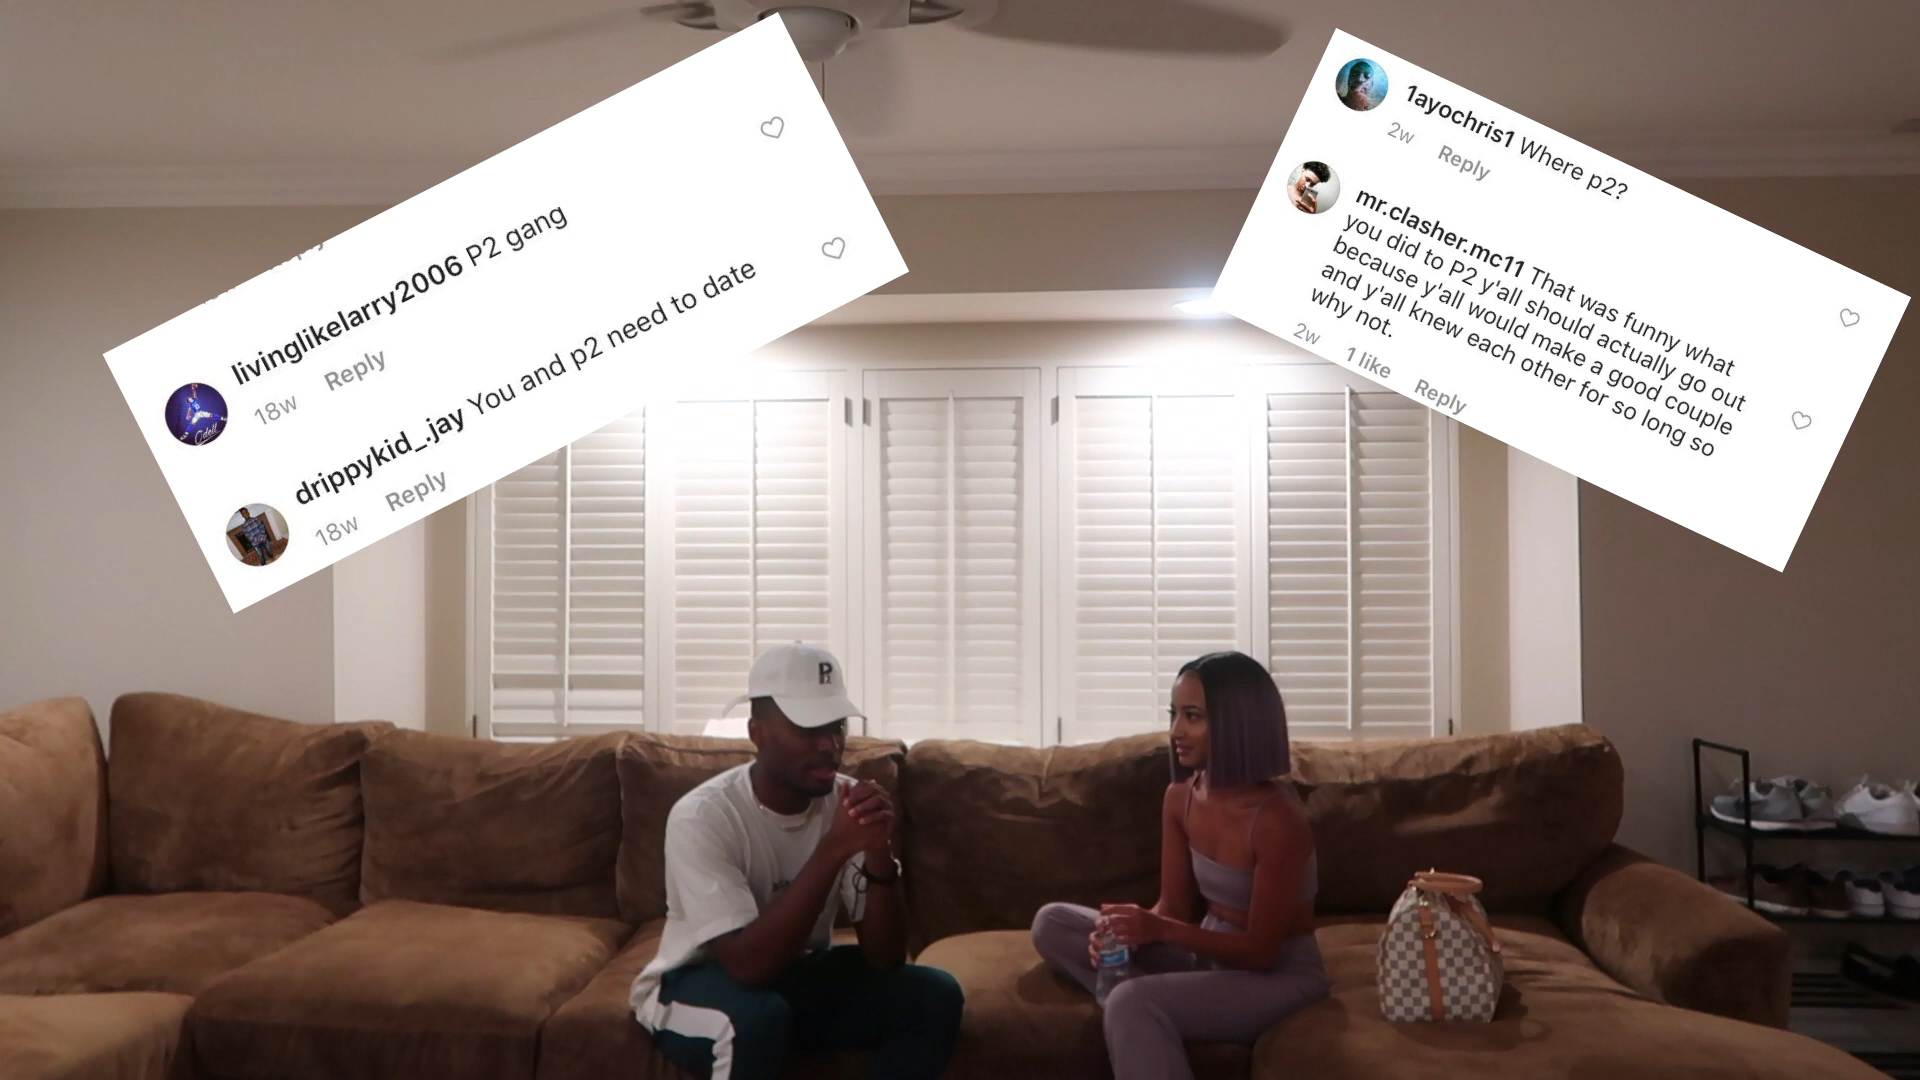 livinglikelarry2006 P2 gang
18w Reply
drippykid_.jay You and p2 need to date
18w Reply
1ayochris1 Where p2?
2w Reply
mr.clasher.mc11 That was funny what
you did to P2 y'all should actually go out
because y'all would make a good couple
and y'all knew each other for so long so
why not.
2w 1 like Reply
Odell